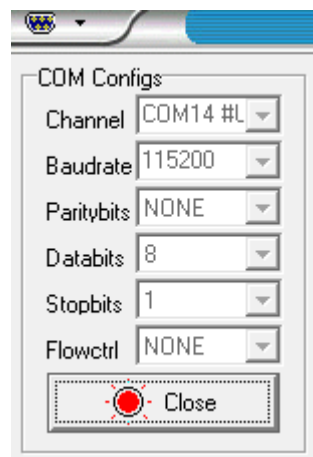 COM Configs
Channel COM14 #
Baudrate 115200
Paritybits NONE
Databits 8
Stopbits 1
Flowctrl NONE
Close